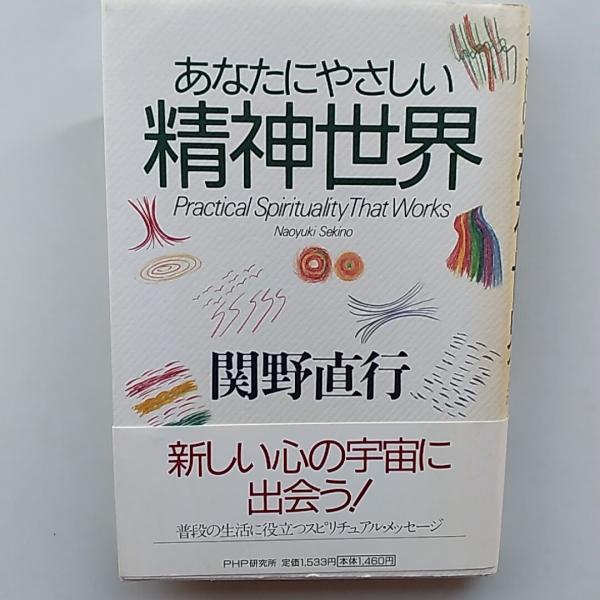 あなたにやさしい
精神世界
Practical Spirituality That Works
Naoyuki Sekino
関野直行
新しい心の宇宙に
出会う!
普段の生活に役立つスピリチュアル・メッセージ
PHP研究所 定価1,533円 本体1,460円